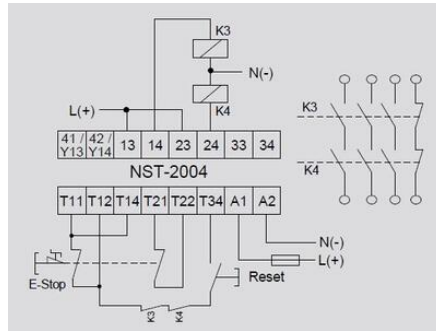 K3
N(-)
K4
L(+)
41 / Y13 42 / Y14 13 14 23 24 33 34
NST-2004
T11 T12 T14 T21 T22 T34 A1 A2
K3
K4
N(-)
L(+)
E-Stop
Reset
K3 K4